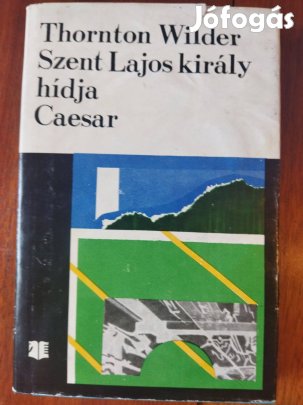 Jófogás
Thornton Wilder
Szent Lajos király
hídja
Caesar